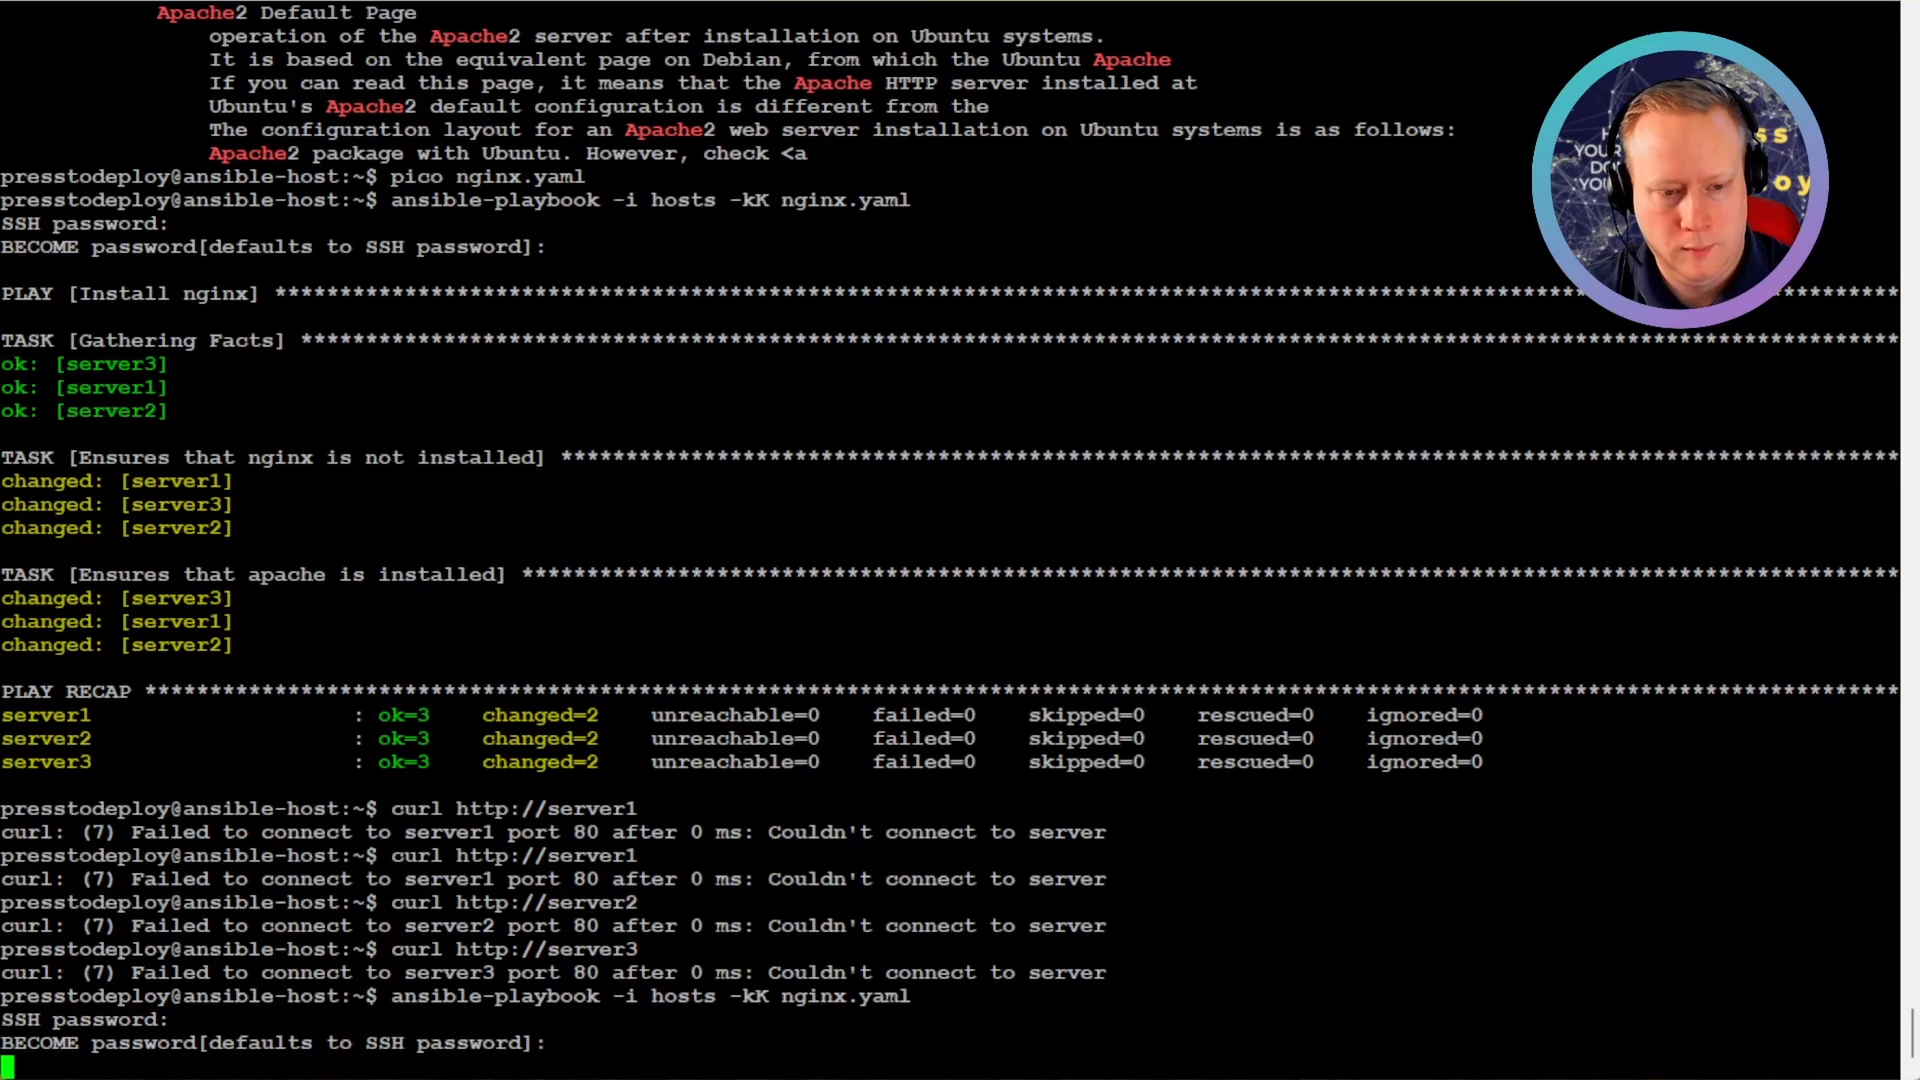 Apache2 Default Page
operation of the Apache2 server after installation on Ubuntu systems.
It is based on the equivalent page on Debian, from which the Ubuntu Apache
If you can read this page, it means that the Apache HTTP server installed at
Ubuntu's Apache2 default configuration is different from the
The configuration layout for an Apache2 web server installation on Ubuntu systems is as follows:
Apache2 package with Ubuntu. However, check <a
presstodeploy@ansible-host:~$ pico nginx.yaml
presstodeploy@ansible-host:~$ ansible-playbook -i hosts -kK nginx.yaml
SSH password:
BECOME password[defaults to SSH password]:
PLAY [Install nginx] ****************************************************************************************************
TASK [Gathering Facts] ****************************************************************************************************
ok: [server3]
ok: [server1]
ok: [server2]
TASK [Ensures that nginx is not installed] ****************************************************************************************************
changed: [server1]
changed: [server3]
changed: [server2]
TASK [Ensures that apache is installed] ****************************************************************************************************
changed: [server3]
changed: [server1]
changed: [server2]
PLAY RECAP ****************************************************************************************************
server1 : ok=3 changed=2 unreachable=0 failed=0 skipped=0 rescued=0 ignored=0
server2 : ok=3 changed=2 unreachable=0 failed=0 skipped=0 rescued=0 ignored=0
server3 : ok=3 changed=2 unreachable=0 failed=0 skipped=0 rescued=0 ignored=0
presstodeploy@ansible-host:~$ curl http://server1
curl: (7) Failed to connect to server1 port 80 after 0 ms: Couldn't connect to server
presstodeploy@ansible-host:~$ curl http://server1
curl: (7) Failed to connect to server1 port 80 after 0 ms: Couldn't connect to server
presstodeploy@ansible-host:~$ curl http://server2
curl: (7) Failed to connect to server2 port 80 after 0 ms: Couldn't connect to server
presstodeploy@ansible-host:~$ curl http://server3
curl: (7) Failed to connect to server3 port 80 after 0 ms: Couldn't connect to server
presstodeploy@ansible-host:~$ ansible-playbook -i hosts -kK nginx.yaml
SSH password:
BECOME password[defaults to SSH password]: